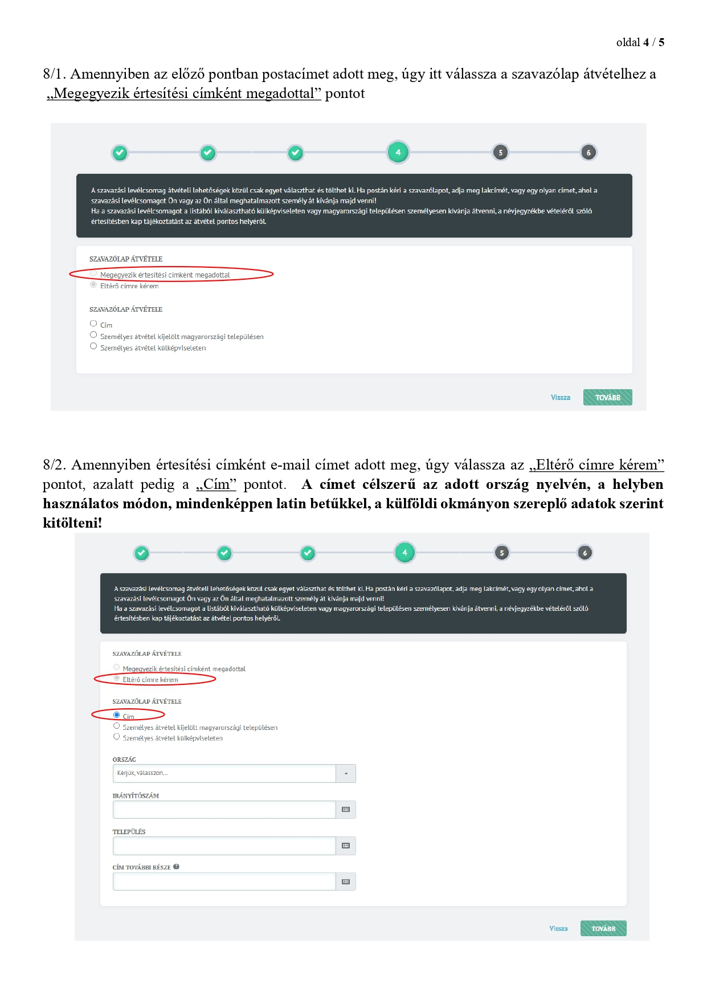 oldal 4 / 5
8/1. Amennyiben az előző pontban postacímet adott meg, úgy itt válassza a szavazólap átvételhez a
„Megegyezik értesítési címként megadottal” pontot
4
5
6
A szavazási levélcsomag átvételi lehetőségek közül csak egyet választhat és tölthet ki. Ha postán kéri a szavazólapot, adja meg lakcímét, vagy egy olyan címet, ahol a
szavazási levélcsomagot Ön vagy az Ön által meghatalmazott személy át kívánja majd venni!
Ha a szavazási levélcsomagot a listából kiválasztható külképviseleten vagy magyarországi településen személyesen kívánja átvenni, a névjegyzékbe vételéről szóló
értesítésben kap tájékoztatást az átvétel pontos helyéről.
SZAVAZÓLAP ÁTVÉTELE
Megegyezik értesítési címként megadottal
Eltérő címre kérem
SZAVAZÓLAP ÁTVÉTELE
Cím
Személyes átvétel kijelölt magyarországi településen
Személyes átvétel külképviseleten
Vissza
TOVÁBB
8/2. Amennyiben értesítési címként e-mail címet adott meg, úgy válassza az „Eltérő címre kérem”
pontot, azalatt pedig a „Cím” pontot. A címet célszerű az adott ország nyelvén, a helyben
használatos módon, mindenképpen latin betűkkel, a külföldi okmányon szereplő adatok szerint
kitölteni!
4
5
6
A szavazási levélcsomag átvételi lehetőségek közül csak egyet választhat és tölthet ki. Ha postán kéri a szavazólapot, adja meg lakcímét, vagy egy olyan címet, ahol a
szavazási levélcsomagot Ön vagy az Ön által meghatalmazott személy át kívánja majd venni!
Ha a szavazási levélcsomagot a listából kiválasztható külképviseleten vagy magyarországi településen személyesen kívánja átvenni, a névjegyzékbe vételéről szóló
értesítésben kap tájékoztatást az átvétel pontos helyéről.
SZAVAZÓLAP ÁTVÉTELE
Megegyezik értesítési címként megadottal
Eltérő címre kérem
SZAVAZÓLAP ÁTVÉTELE
Cím
Személyes átvétel kijelölt magyarországi településen
Személyes átvétel külképviseleten
ORSZÁG
Kérjük, válasszon...
IRÁNYÍTÓSZÁM
TELEPÜLÉS
CÍM TOVÁBBI RÉSZE ?
Vissza
TOVÁBB